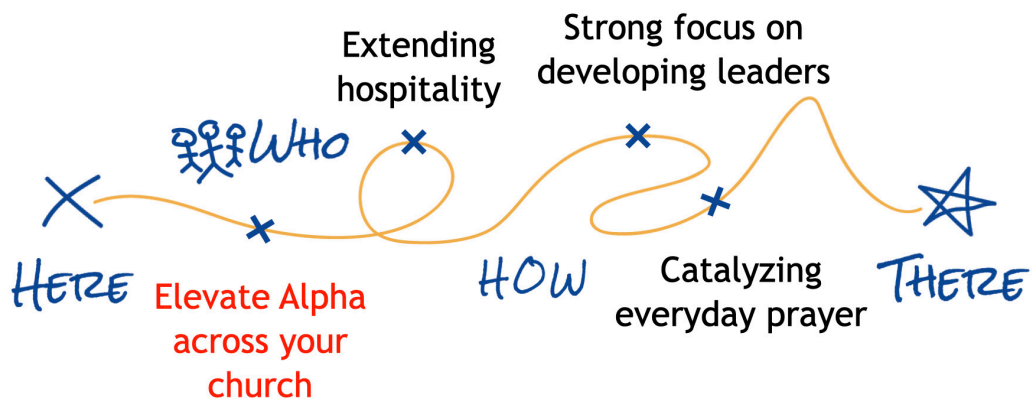 Extending
hospitality
Strong focus on
developing leaders
WHO
HERE
Elevate Alpha
across your
church
HOW
Catalyzing
everyday prayer
THERE